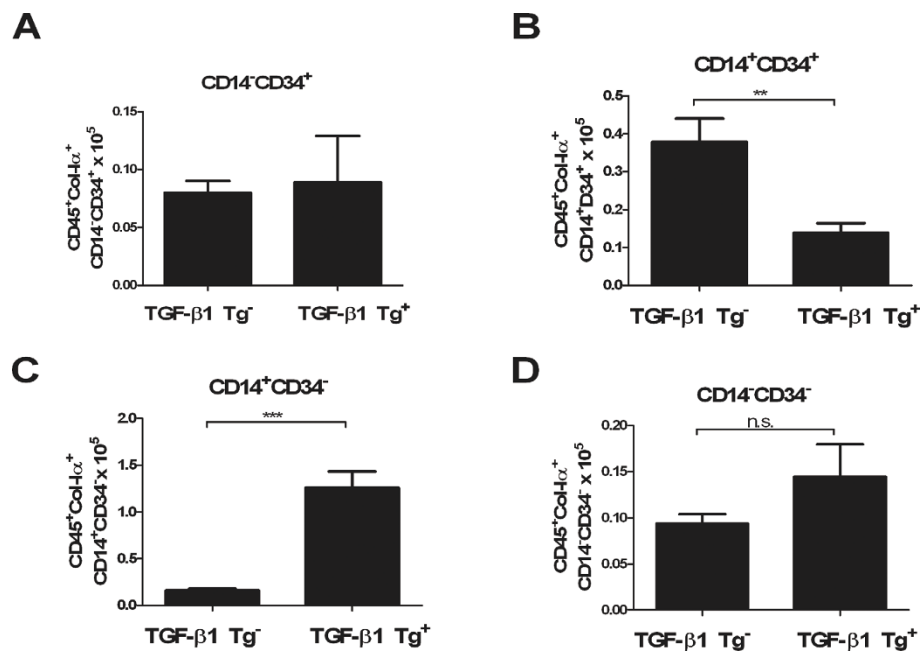 A
CD14⁻CD34⁺
CD45⁺Col-Iα⁺
CD14⁻CD34⁺ x 10⁵
0.15
0.10
0.05
0.00
TGF-β1 Tg⁻ TGF-β1 Tg⁺
B
CD14⁺CD34⁺
**
CD45⁺Col-Iα⁺
CD14⁺D34⁺ x 10⁵
0.5
0.4
0.3
0.2
0.1
0.0
TGF-β1 Tg⁻ TGF-β1 Tg⁺
C
CD14⁺CD34⁻
***
CD45⁺Col-Iα⁺
CD14⁺CD34⁻ x 10⁵
2.0
1.5
1.0
0.5
0.0
TGF-β1 Tg⁻ TGF-β1 Tg⁺
D
CD14⁻CD34⁻
n.s.
CD45⁺Col-Iα⁺
CD14⁻CD34⁻ x 10⁵
0.20
0.15
0.10
0.05
0.00
TGF-β1 Tg⁻ TGF-β1 Tg⁺